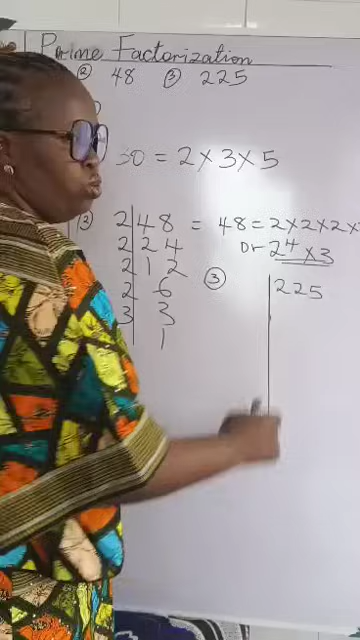 Prime Factorization
② 48 ③ 225
30 = 2×3×5
2 48 = 48=2×2×2×
2 24 or 2⁴×3
2 12
2 6
3 3
1
③ 225